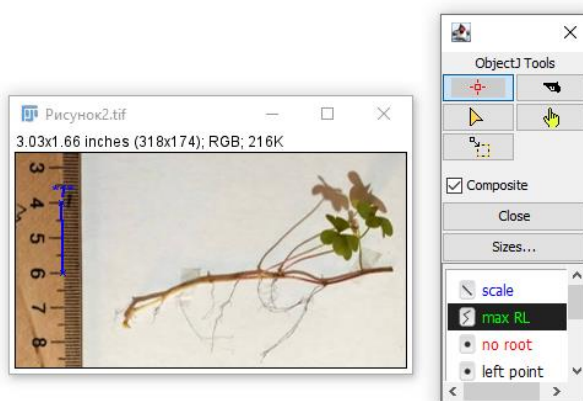 ObjectJ Tools
Рисунок2.tif
3.03x1.66 inches (318x174); RGB; 216K
3
4
5
6
7
8
Composite
Close
Sizes...
scale
max RL
no root
left point